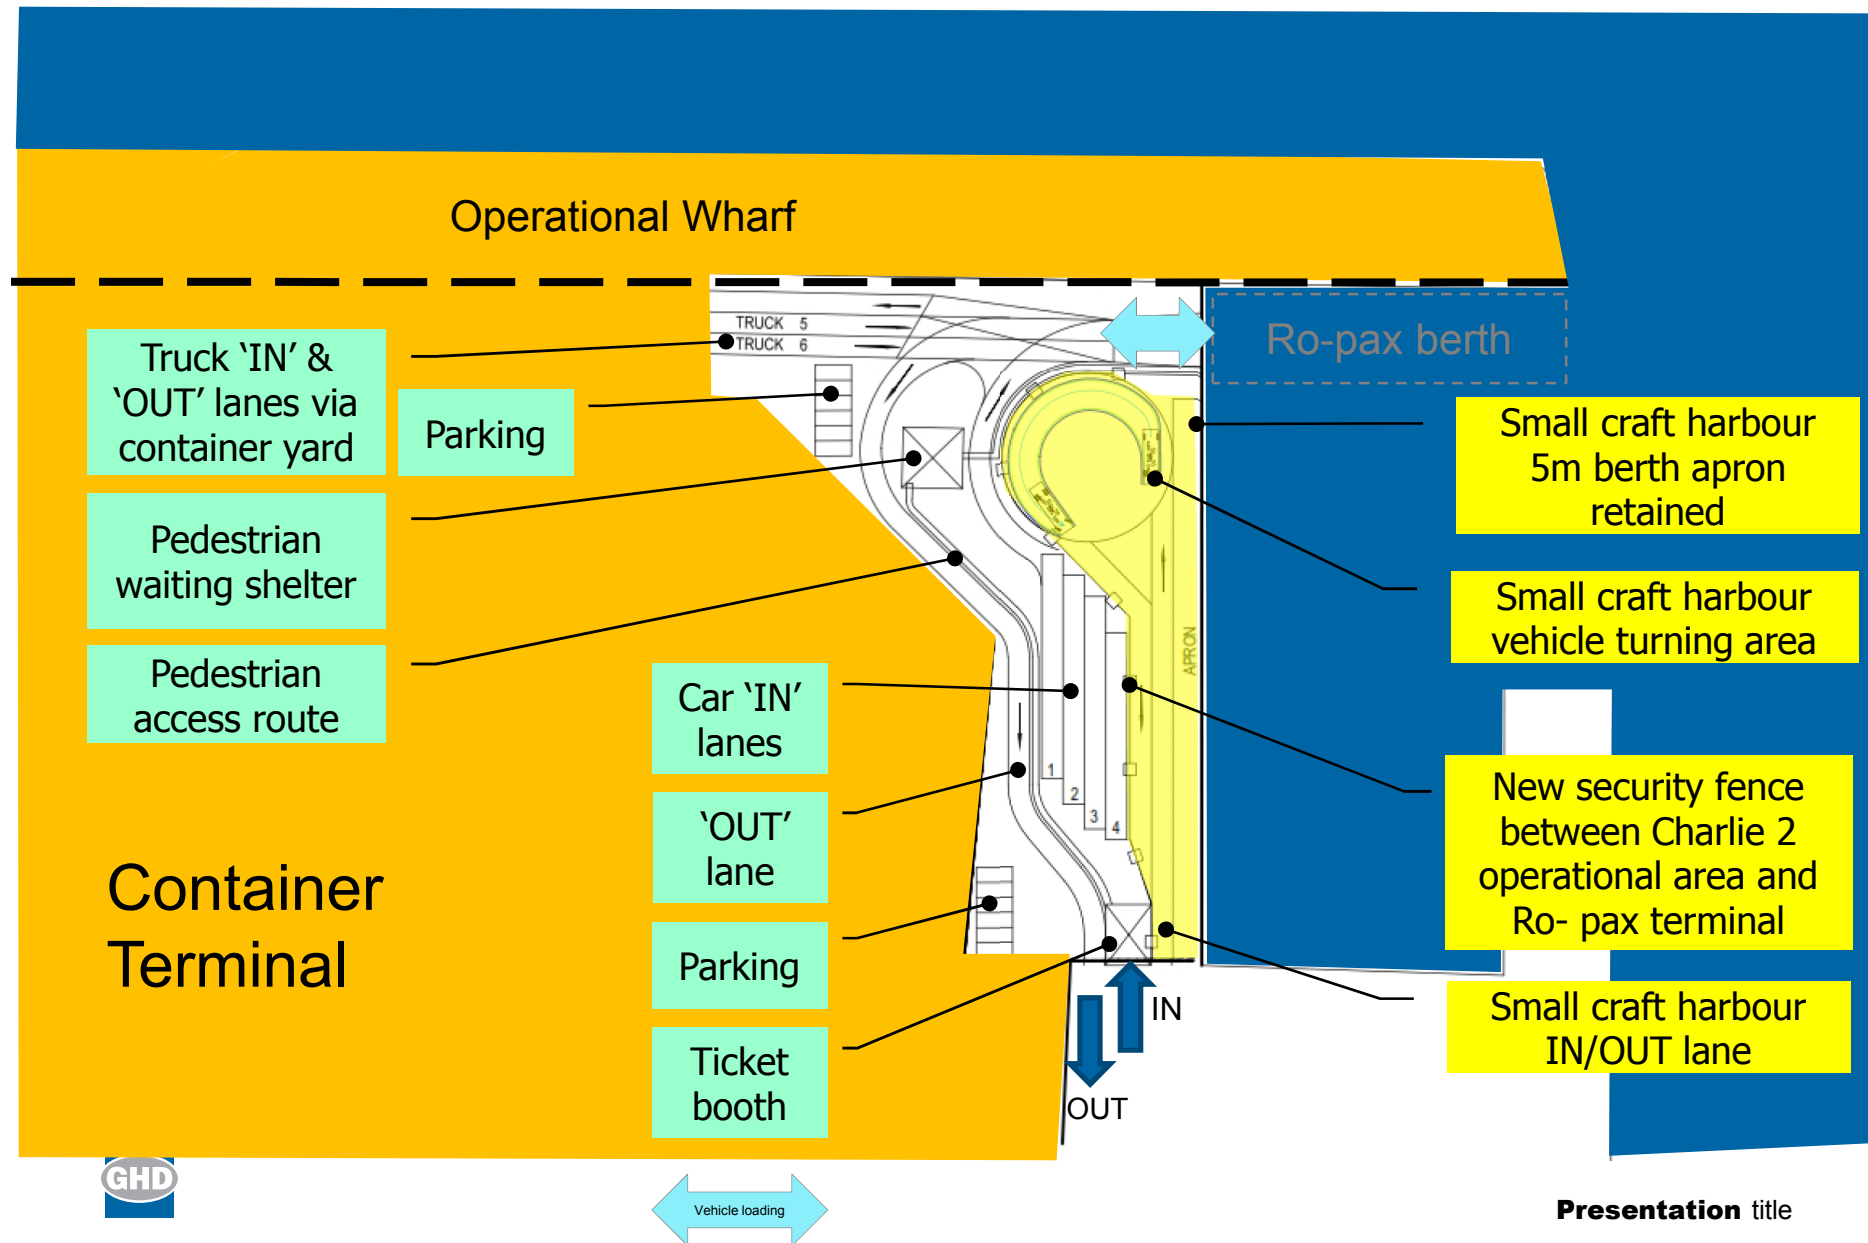 Operational Wharf
TRUCK 5
TRUCK 6
Ro-pax berth
Truck ‘IN’ &
‘OUT’ lanes via
container yard
Parking
Pedestrian
waiting shelter
Pedestrian
access route
Small craft harbour
5m berth apron
retained
Small craft harbour
vehicle turning area
APRON
Car ‘IN’
lanes
1
2
3
4
‘OUT’
lane
New security fence
between Charlie 2
operational area and
Ro- pax terminal
Container
Terminal
Parking
Small craft harbour
IN/OUT lane
IN
Ticket
booth
OUT
GHD
Vehicle loading
Presentation title